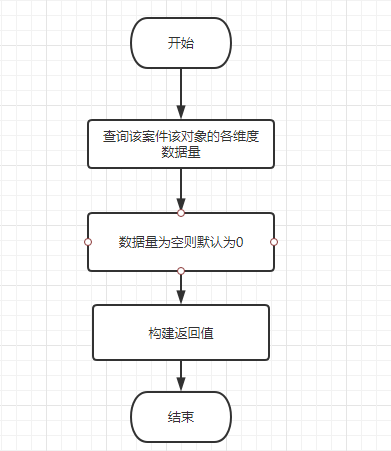 开始
查询该案件该对象的各维度
数据量
数据量为空则默认为0
构建返回值
结束